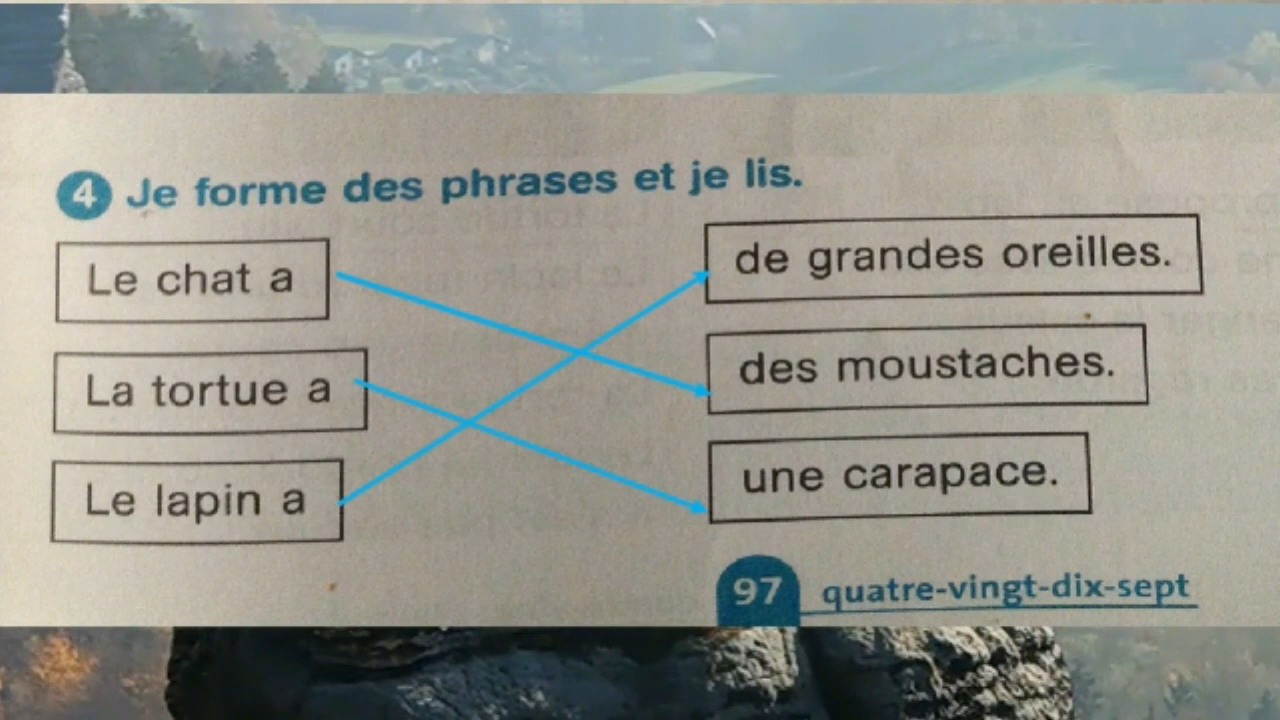 4 Je forme des phrases et je lis.
Le chat a
de grandes oreilles.
La tortue a
des moustaches.
Le lapin a
une carapace.
97 quatre-vingt-dix-sept